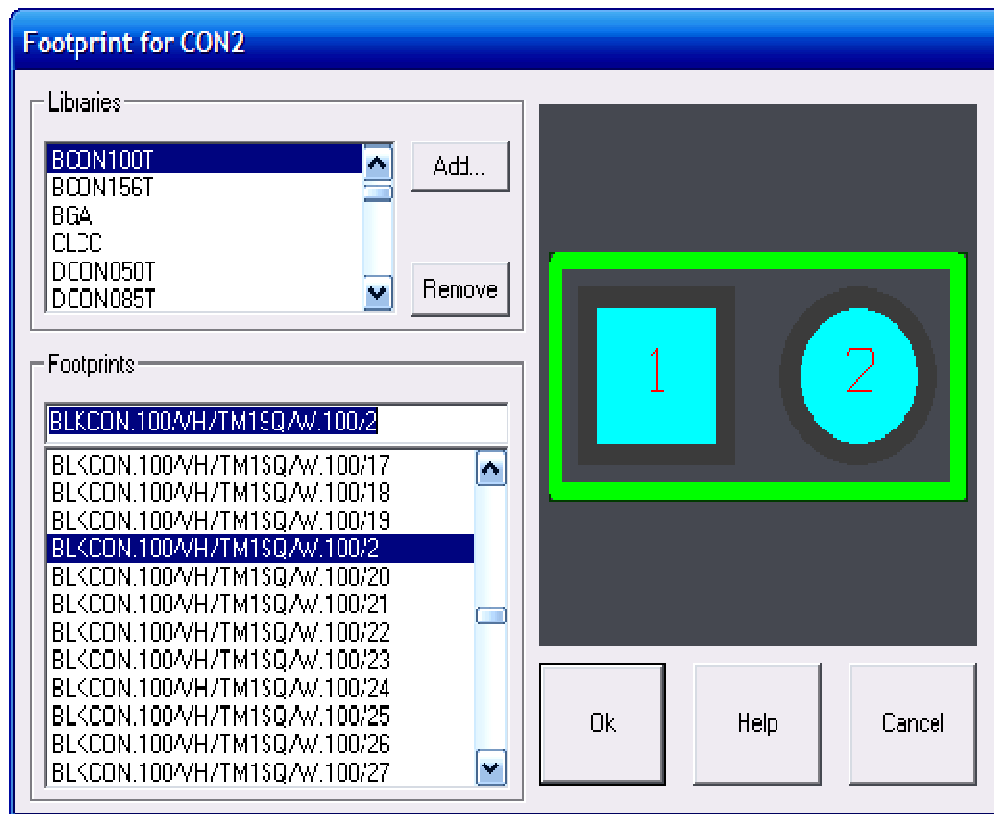 Footprint for CON2
Libraries
BCON100T
BCON156T
BGA
CLCC
DCON050T
DCON085T
Add...
Remove
Footprints
BLKCON.100/VH/TM1SQ/W.100/2
BLKCON.100/VH/TM1SQ/W.100/17
BLKCON.100/VH/TM1SQ/W.100/18
BLKCON.100/VH/TM1SQ/W.100/19
BLKCON.100/VH/TM1SQ/W.100/2
BLKCON.100/VH/TM1SQ/W.100/20
BLKCON.100/VH/TM1SQ/W.100/21
BLKCON.100/VH/TM1SQ/W.100/22
BLKCON.100/VH/TM1SQ/W.100/23
BLKCON.100/VH/TM1SQ/W.100/24
BLKCON.100/VH/TM1SQ/W.100/25
BLKCON.100/VH/TM1SQ/W.100/26
BLKCON.100/VH/TM1SQ/W.100/27
1
2
Ok
Help
Cancel